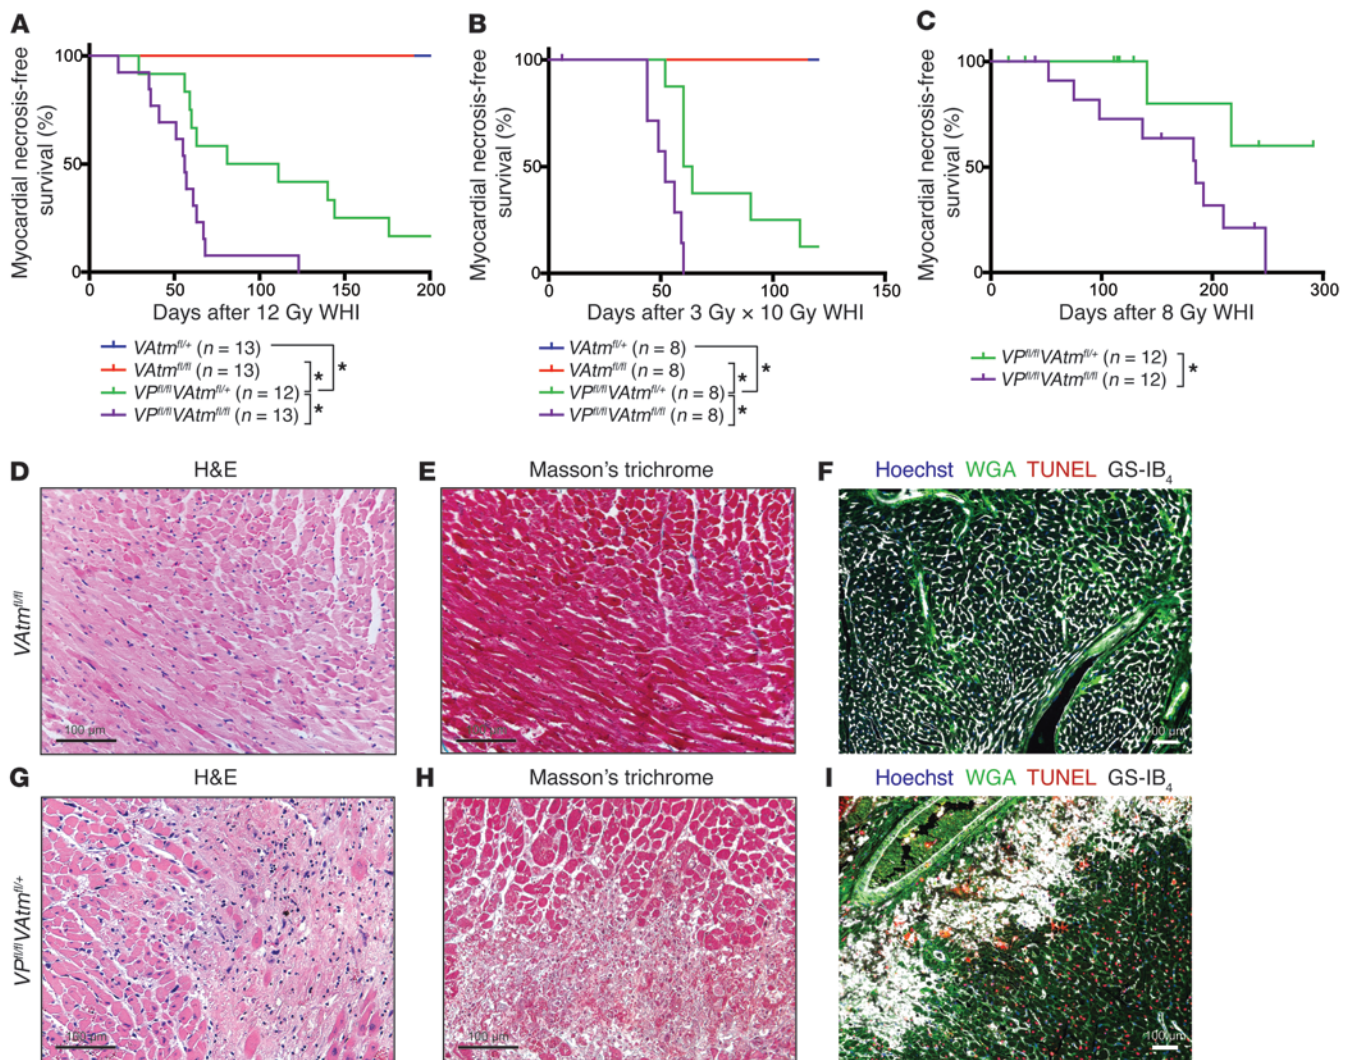 A
Myocardial necrosis-free
survival (%)
100
50
0
0 50 100 150 200
Days after 12 Gy WHI
VAtm^fl/+ (n = 13)
VAtm^fl/fl (n = 13)
VP^fl/fl VAtm^fl/+ (n = 12)
VP^fl/fl VAtm^fl/fl (n = 13)
*
*
*
B
Myocardial necrosis-free
survival (%)
100
50
0
0 50 100 150
Days after 3 Gy × 10 Gy WHI
VAtm^fl/+ (n = 8)
VAtm^fl/fl (n = 8)
VP^fl/fl VAtm^fl/+ (n = 8)
VP^fl/fl VAtm^fl/fl (n = 8)
*
*
*
C
Myocardial necrosis-free
survival (%)
100
50
0
0 100 200 300
Days after 8 Gy WHI
VP^fl/fl VAtm^fl/+ (n = 12)
VP^fl/fl VAtm^fl/fl (n = 12)
*
D H&E
VAtm^fl/fl
100 µm
E Masson's trichrome
F Hoechst WGA TUNEL GS-IB4
G H&E
VP^fl/fl VAtm^fl/+
100 µm
H Masson's trichrome
100 µm
I Hoechst WGA TUNEL GS-IB4
100 µm